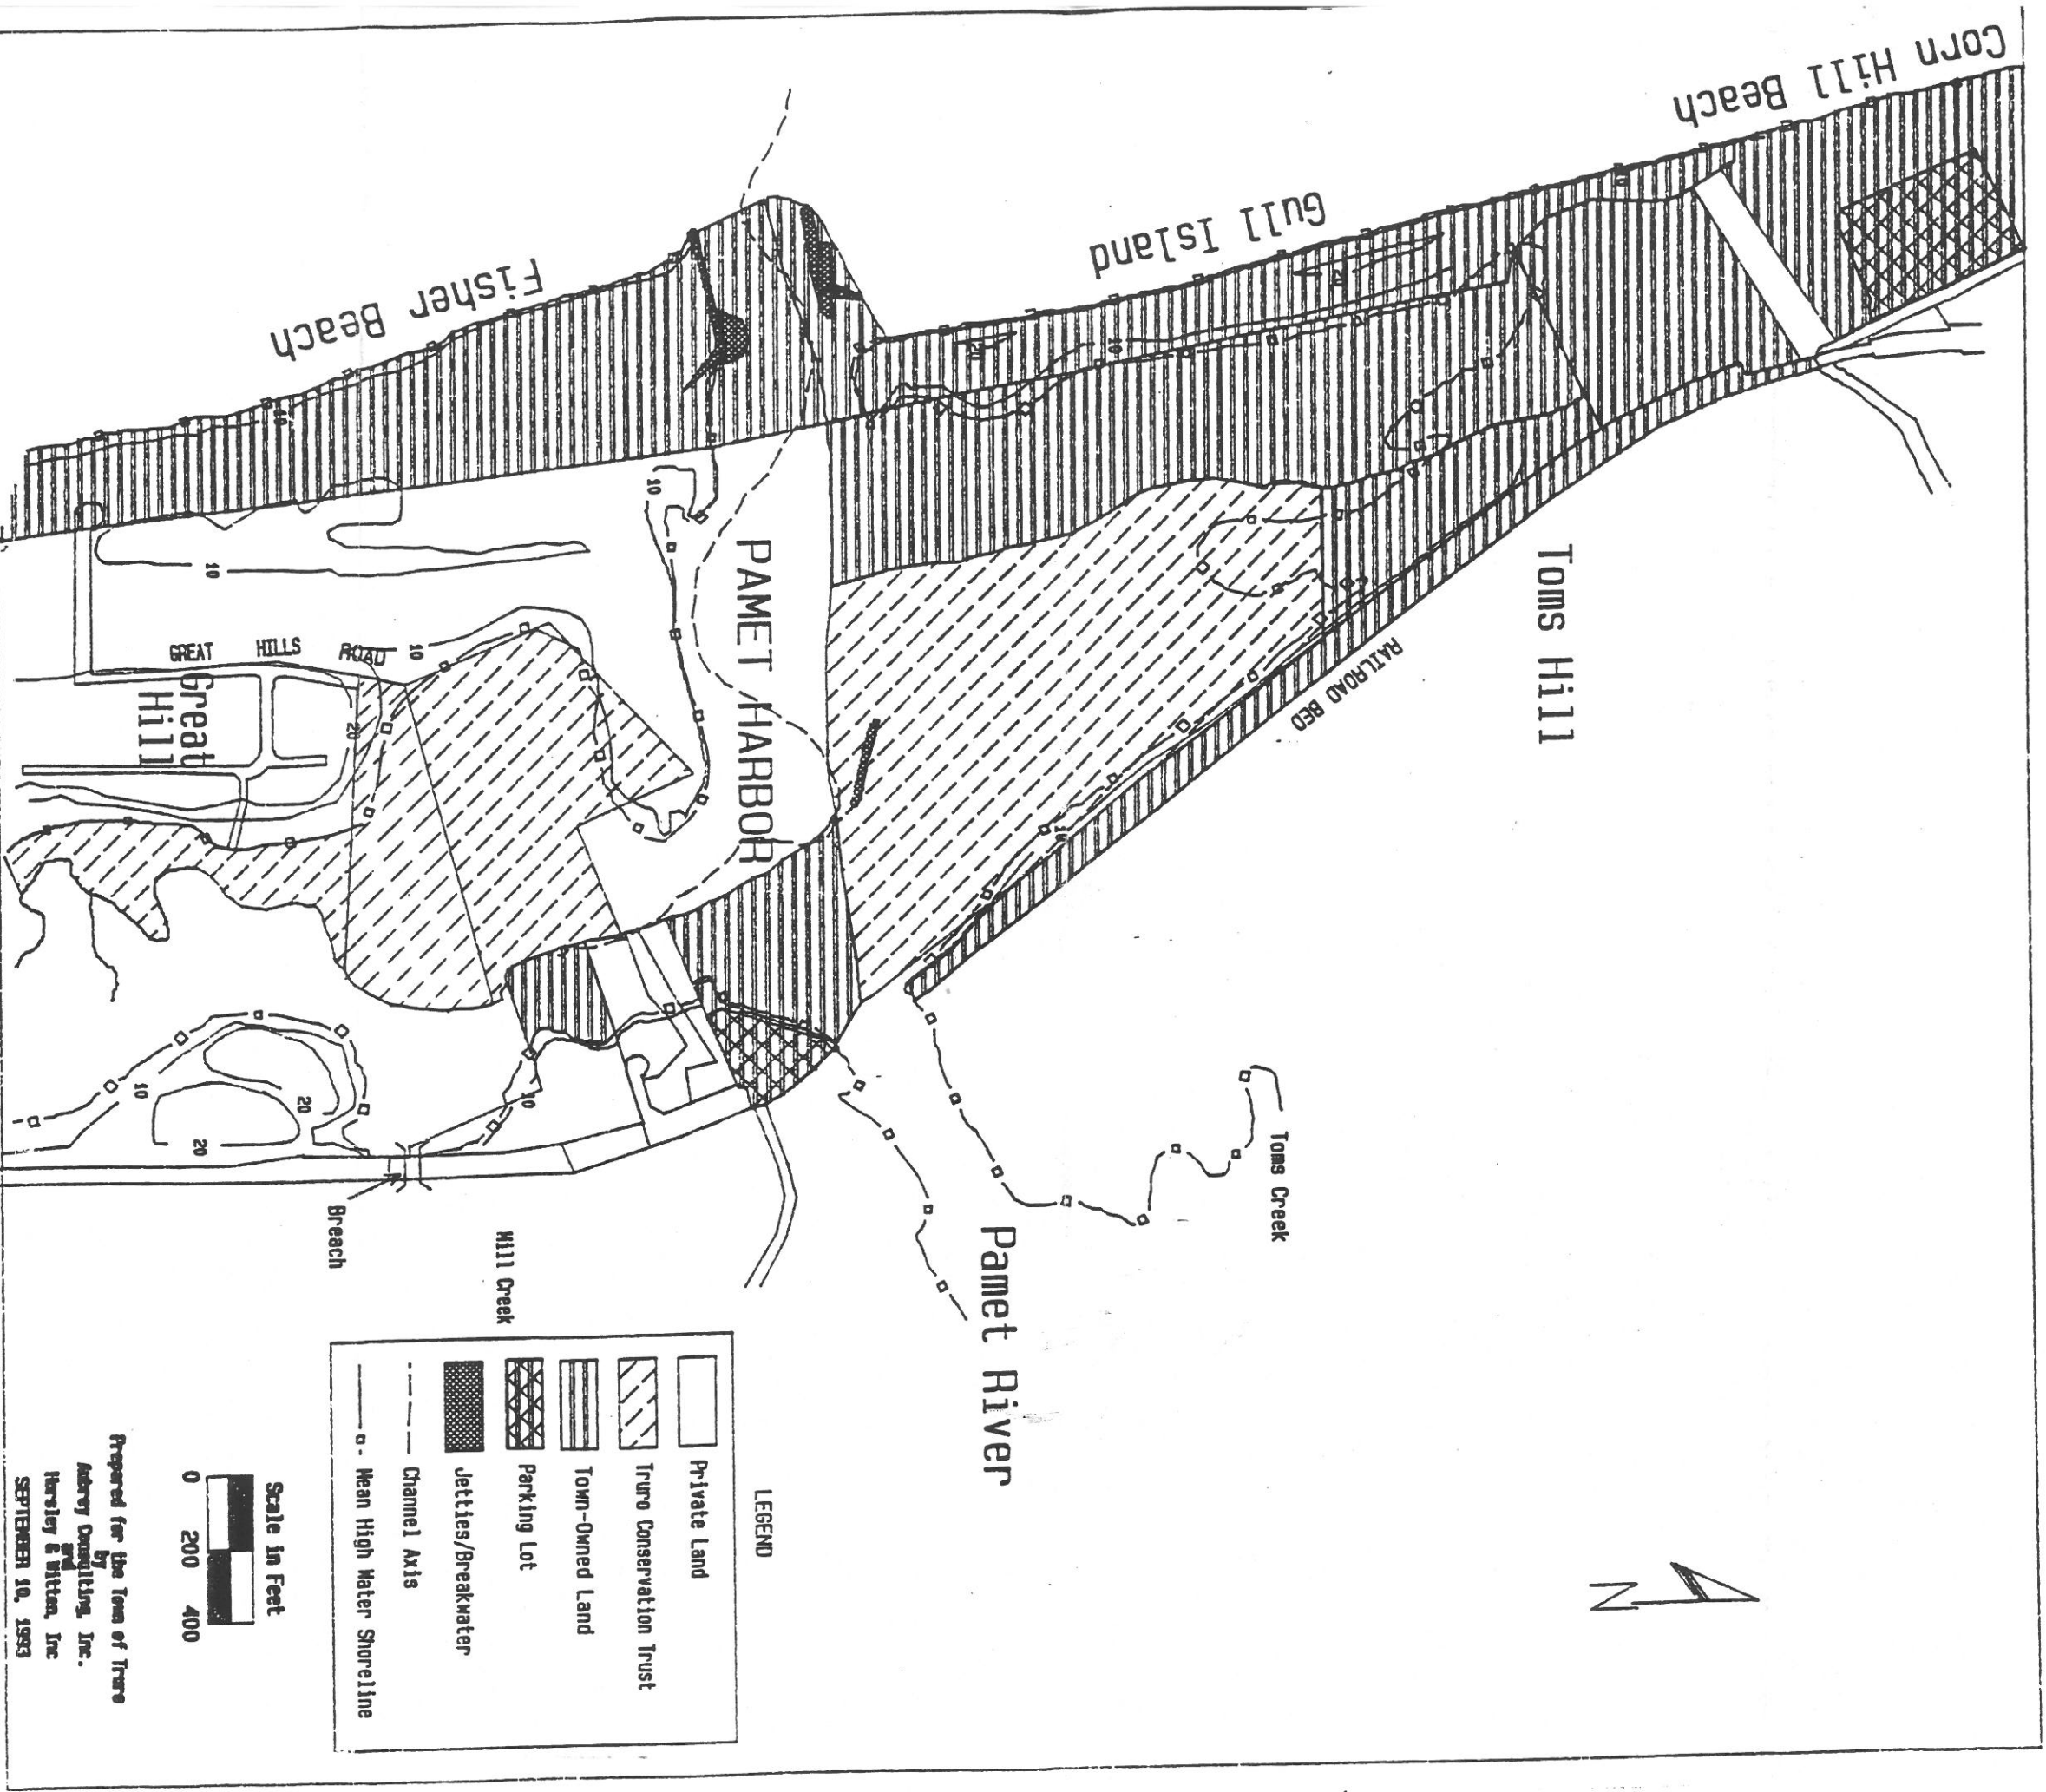 Corn Hill Beach
Gull Island
Fisher Beach
Toms Hill
RAILROAD BED
PAMET HARBOR
GREAT HILLS ROAD
Great
Hill
10
10
10
10
10
10
10
10
20
20
20
20
Toms Creek
Pamet River
Mill Creek
Breach
LEGEND
Private Land
Truro Conservation Trust
Town-Owned Land
Parking Lot
Jetties/Breakwater
Channel Axis
Mean High Water Shoreline
Scale in Feet
0 200 400
Prepared for the Town of Truro
by
Aubrey Consulting, Inc.
and
Horsley & Witten, Inc
SEPTEMBER 10, 1993
N